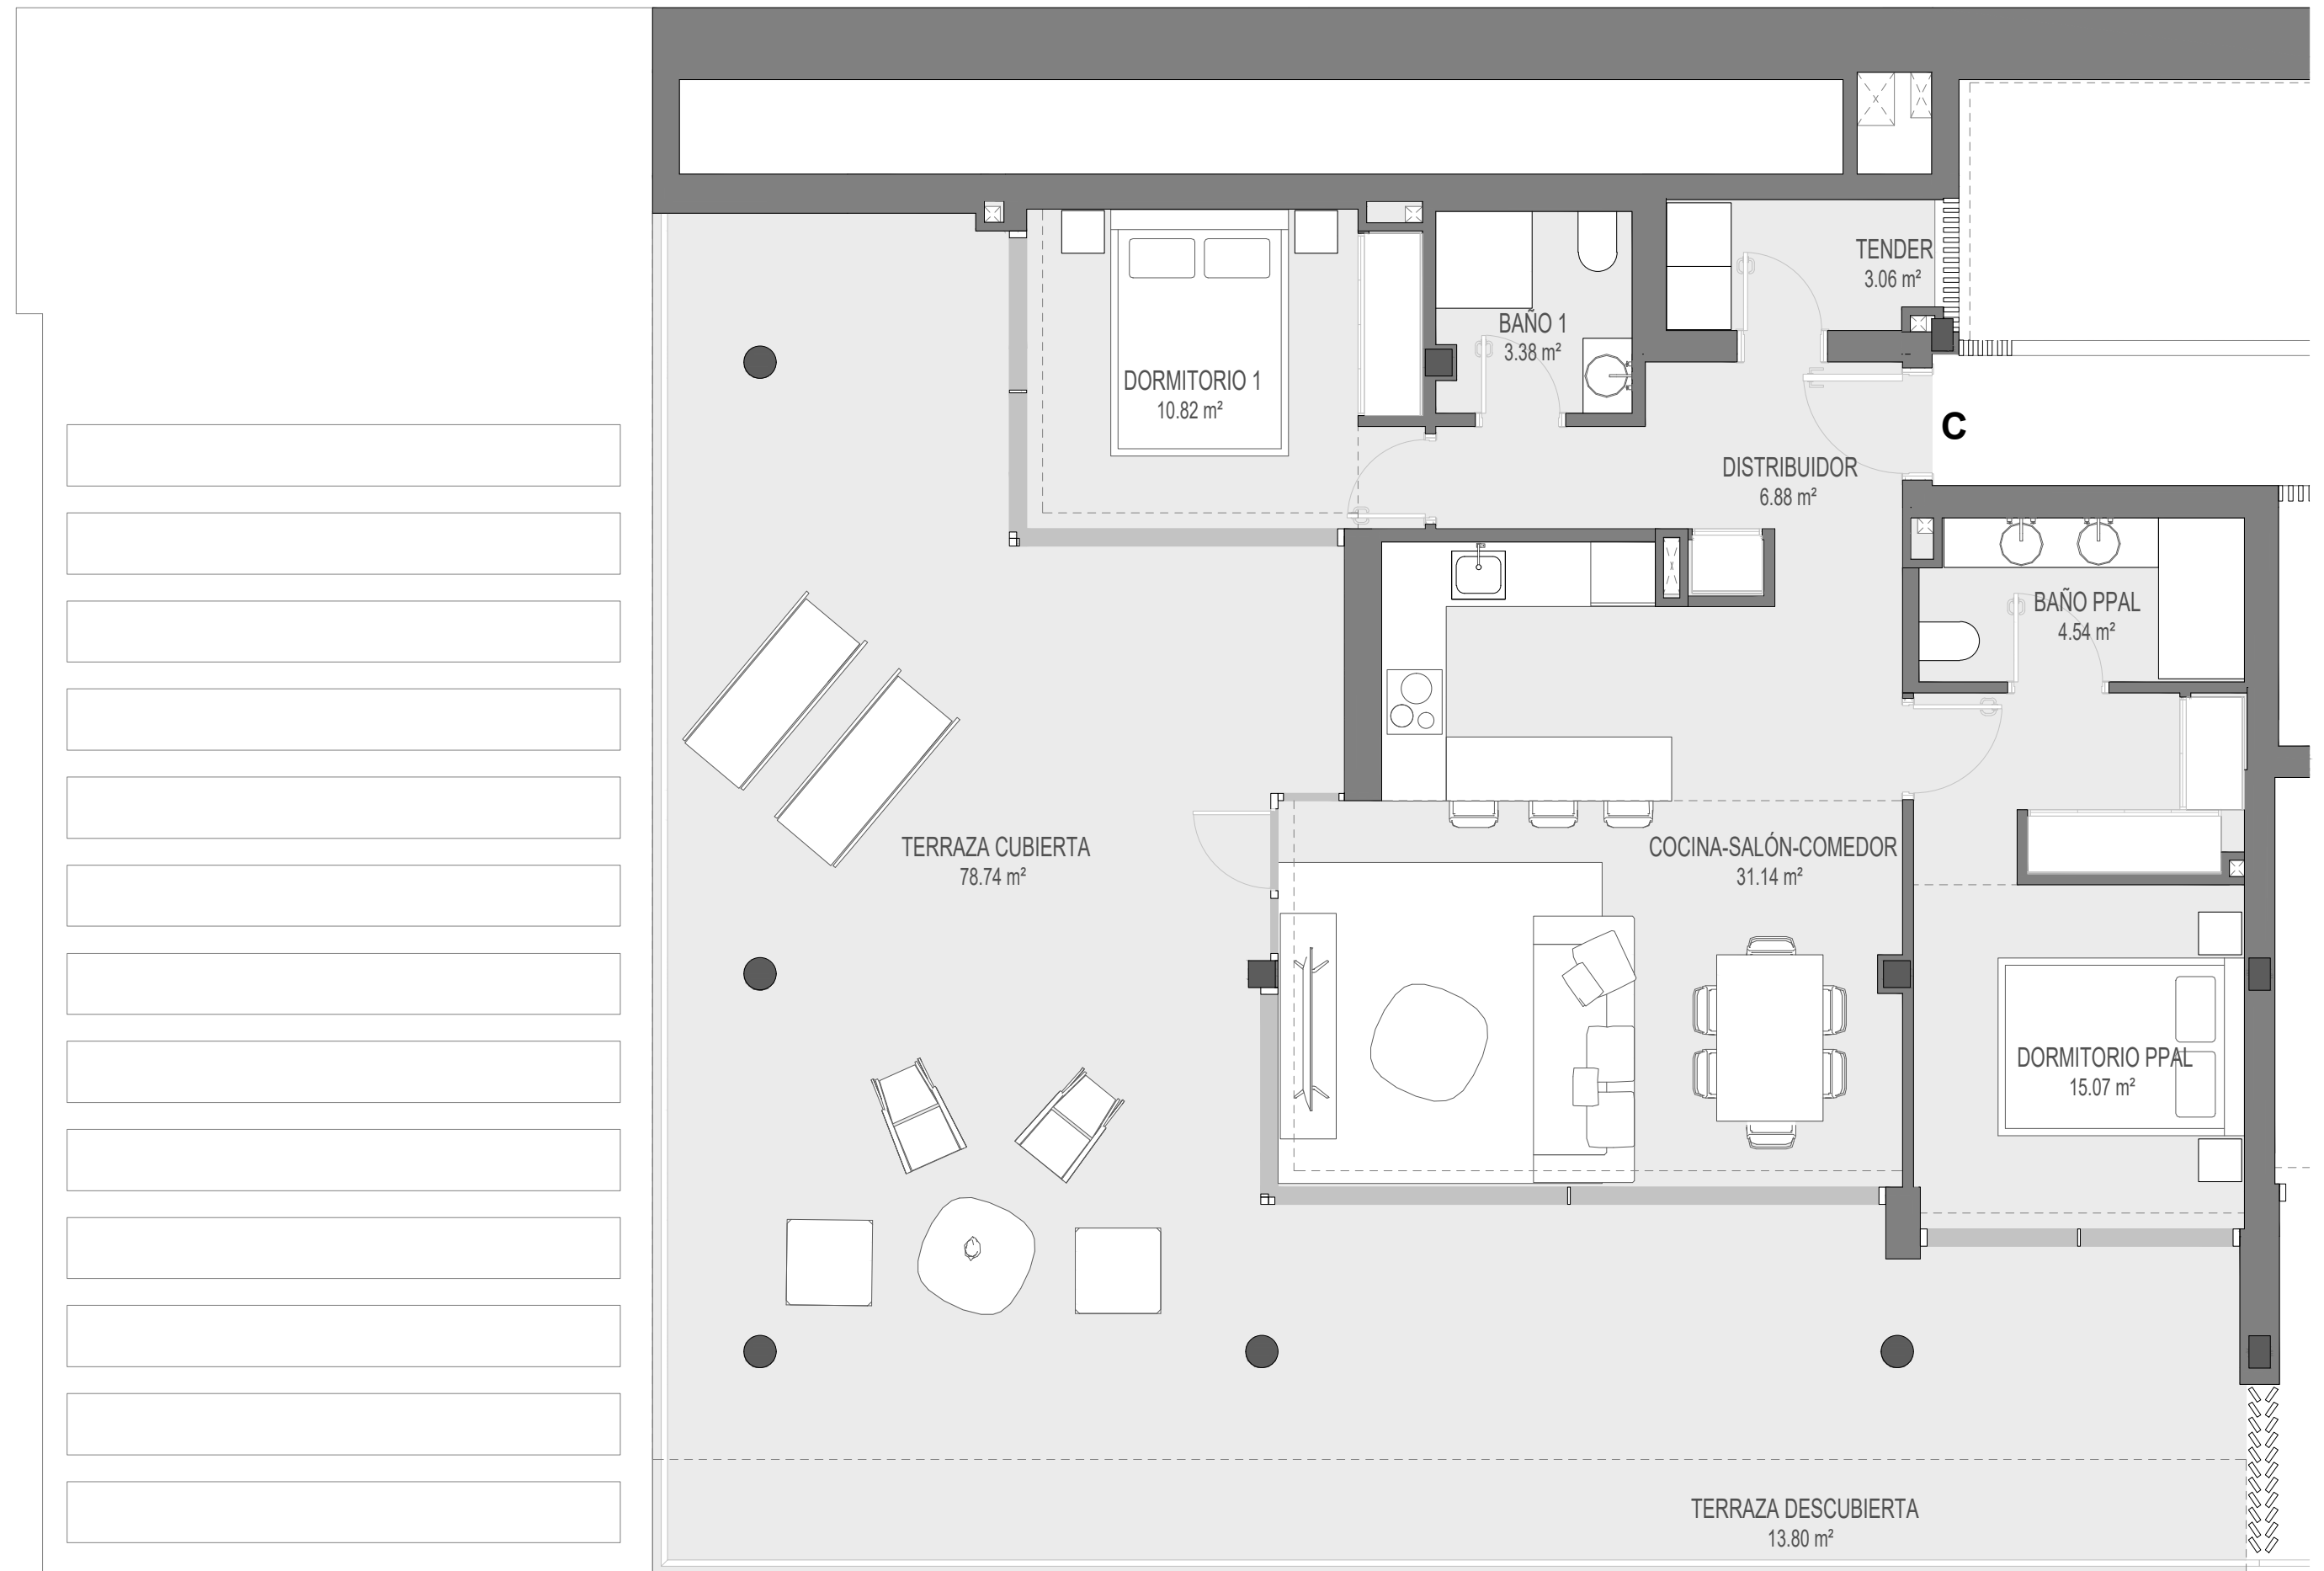 TENDER
3.06 m²
BAÑO 1
3.38 m²
DORMITORIO 1
10.82 m²
C
DISTRIBUIDOR
6.88 m²
BAÑO PPAL
4.54 m²
TERRAZA CUBIERTA
78.74 m²
COCINA-SALÓN-COMEDOR
31.14 m²
DORMITORIO PPAL
15.07 m²
TERRAZA DESCUBIERTA
13.80 m²